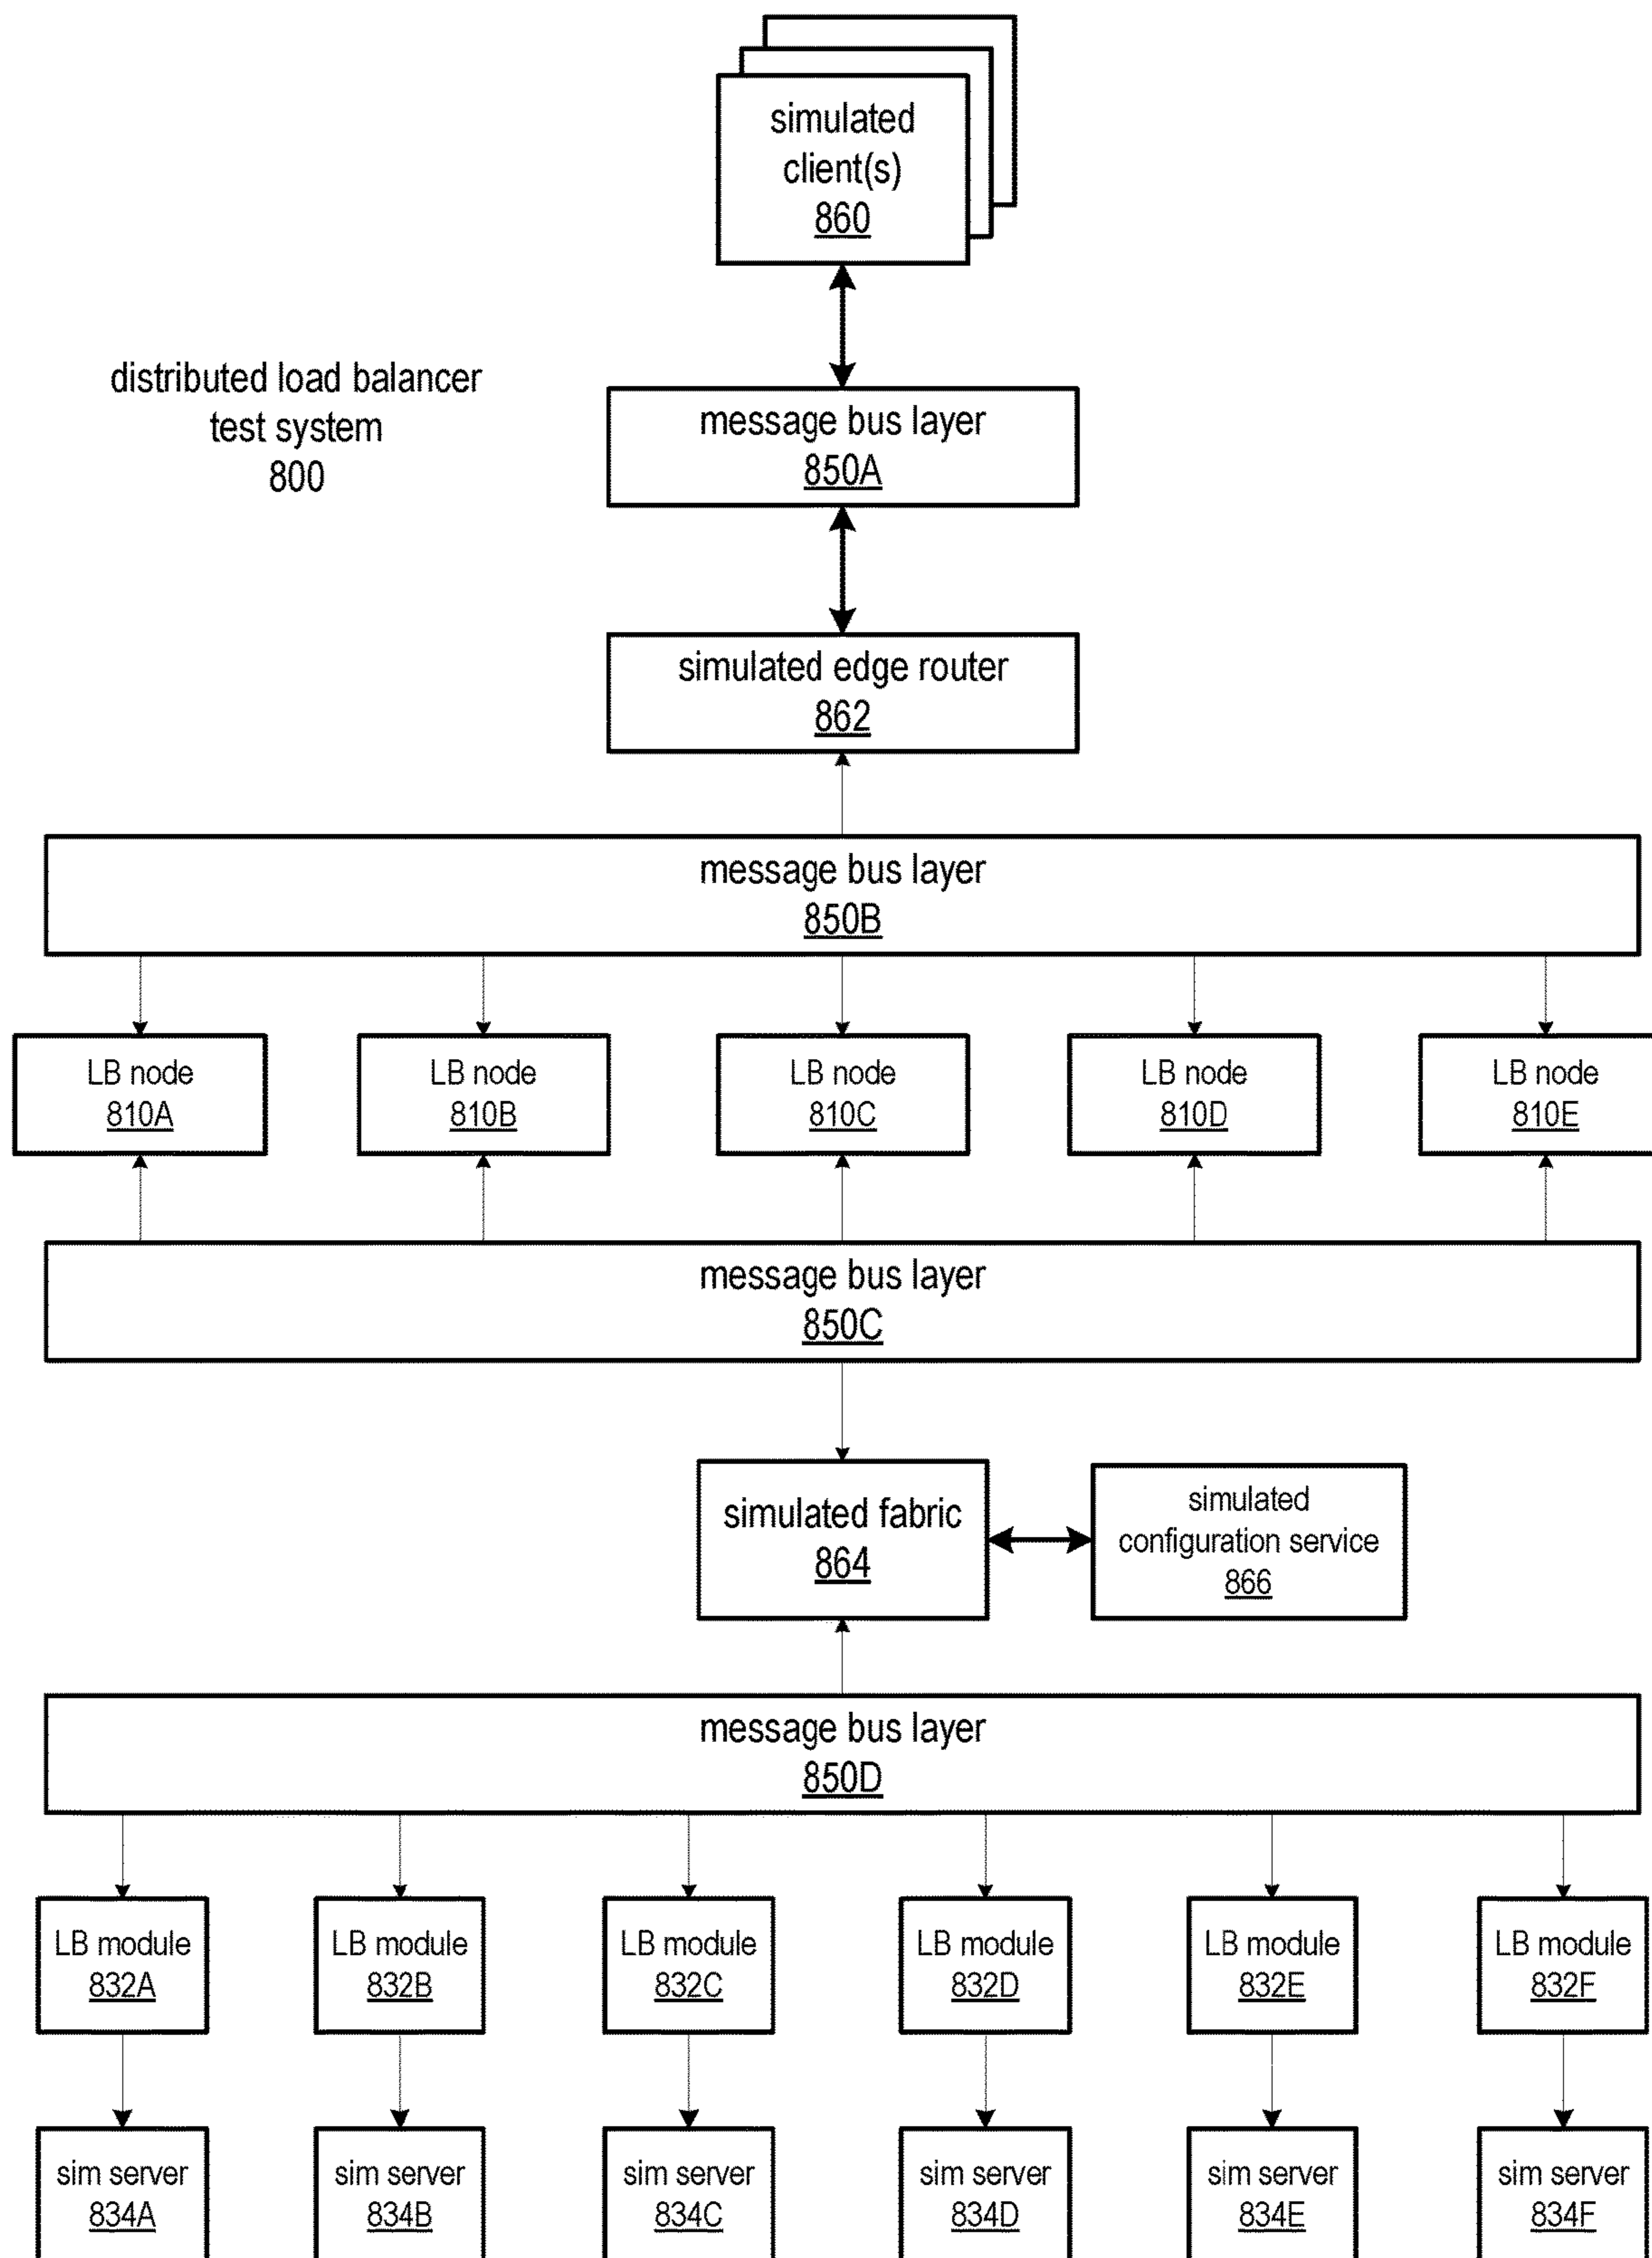 simulated
client(s)
860
distributed load balancer
test system
800
message bus layer
850A
simulated edge router
862
message bus layer
850B
LB node
810A
LB node
810B
LB node
810C
LB node
810D
LB node
810E
message bus layer
850C
simulated fabric
864
simulated
configuration service
866
message bus layer
850D
LB module
832A
LB module
832B
LB module
832C
LB module
832D
LB module
832E
LB module
832F
sim server
834A
sim server
834B
sim server
834C
sim server
834D
sim server
834E
sim server
834F